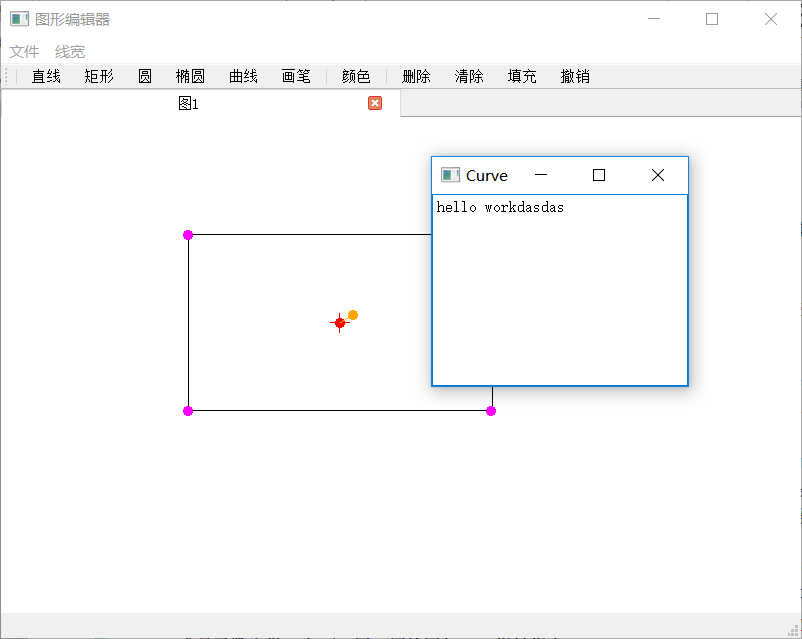 图形编辑器
文件 线宽
直线 矩形 圆 椭圆 曲线 画笔 颜色 删除 清除 填充 撤销
图1
Curve
hello workdasdas